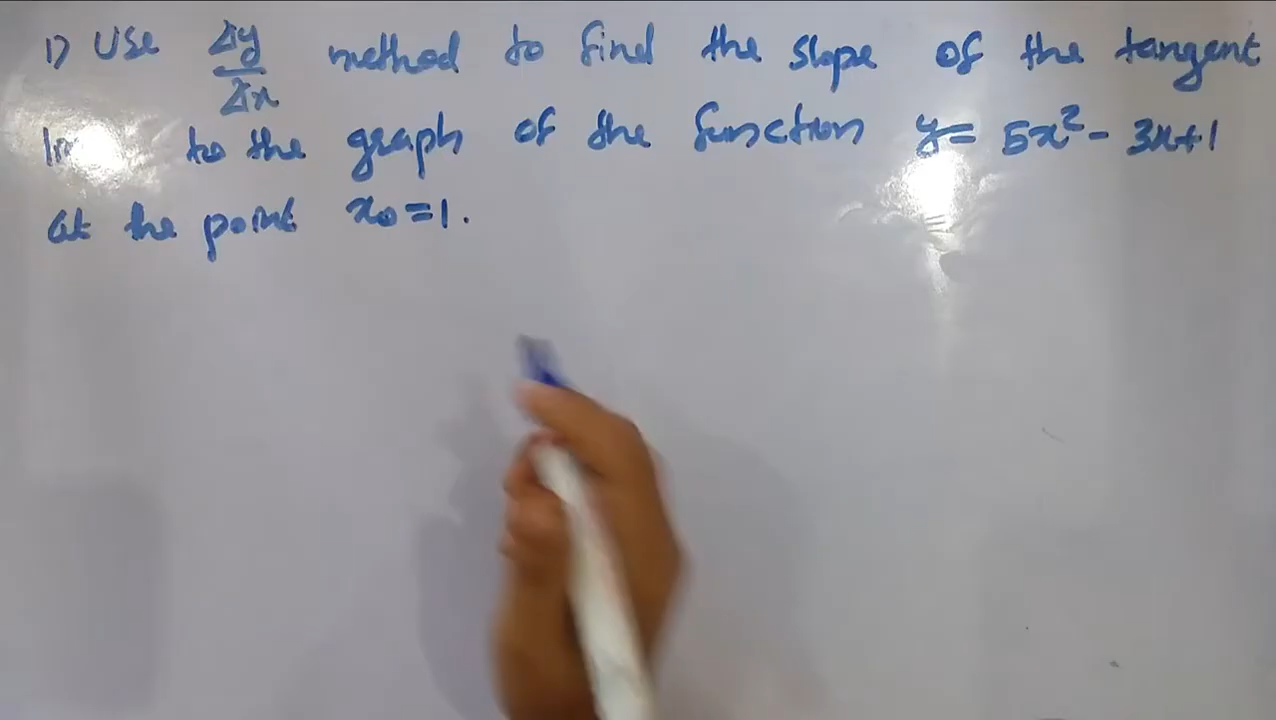 1) Use Δy/Δx method to find the slope of the tangent
to the graph of the function y = 5x² - 3x+1
at the point x₀ = 1.